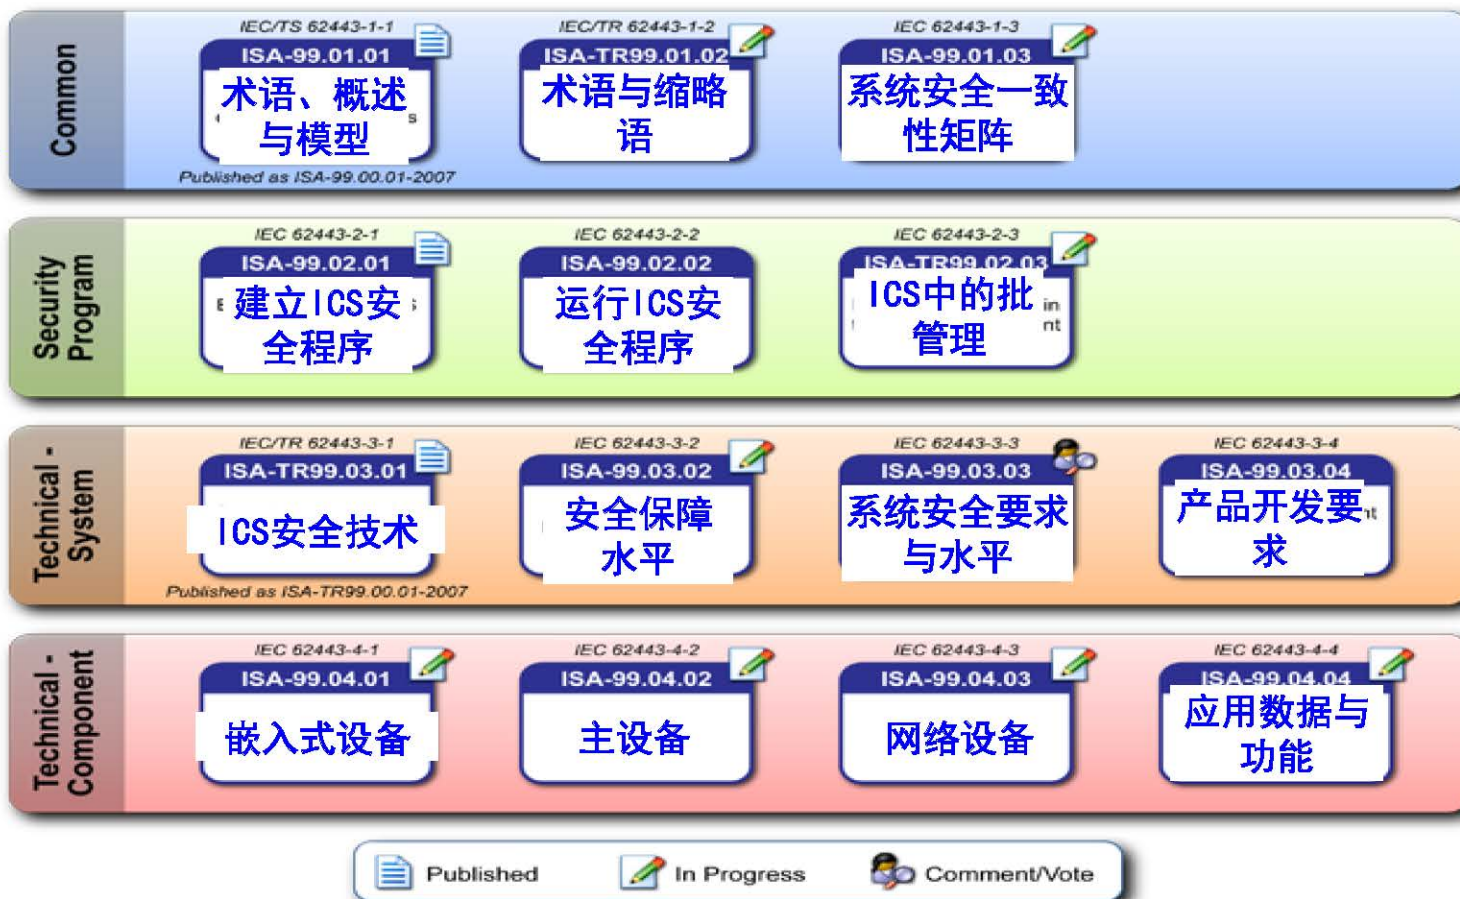 Common
IEC/TS 62443-1-1
ISA-99.01.01
术语、概述
与模型
Published as ISA-99.00.01-2007
IEC/TR 62443-1-2
ISA-TR99.01.02
术语与缩略
语
IEC 62443-1-3
ISA-99.01.03
系统安全一致
性矩阵
Security
Program
IEC 62443-2-1
ISA-99.02.01
建立ICS安
全程序
IEC 62443-2-2
ISA-99.02.02
运行ICS安
全程序
IEC 62443-2-3
ISA-TR99.02.03
ICS中的批
管理
Technical -
System
IEC/TR 62443-3-1
ISA-TR99.03.01
ICS安全技术
Published as ISA-TR99.00.01-2007
IEC 62443-3-2
ISA-99.03.02
安全保障
水平
IEC 62443-3-3
ISA-99.03.03
系统安全要求
与水平
IEC 62443-3-4
ISA-99.03.04
产品开发要
求
Technical -
Component
IEC 62443-4-1
ISA-99.04.01
嵌入式设备
IEC 62443-4-2
ISA-99.04.02
主设备
IEC 62443-4-3
ISA-99.04.03
网络设备
IEC 62443-4-4
ISA-99.04.04
应用数据与
功能
Published
In Progress
Comment/Vote